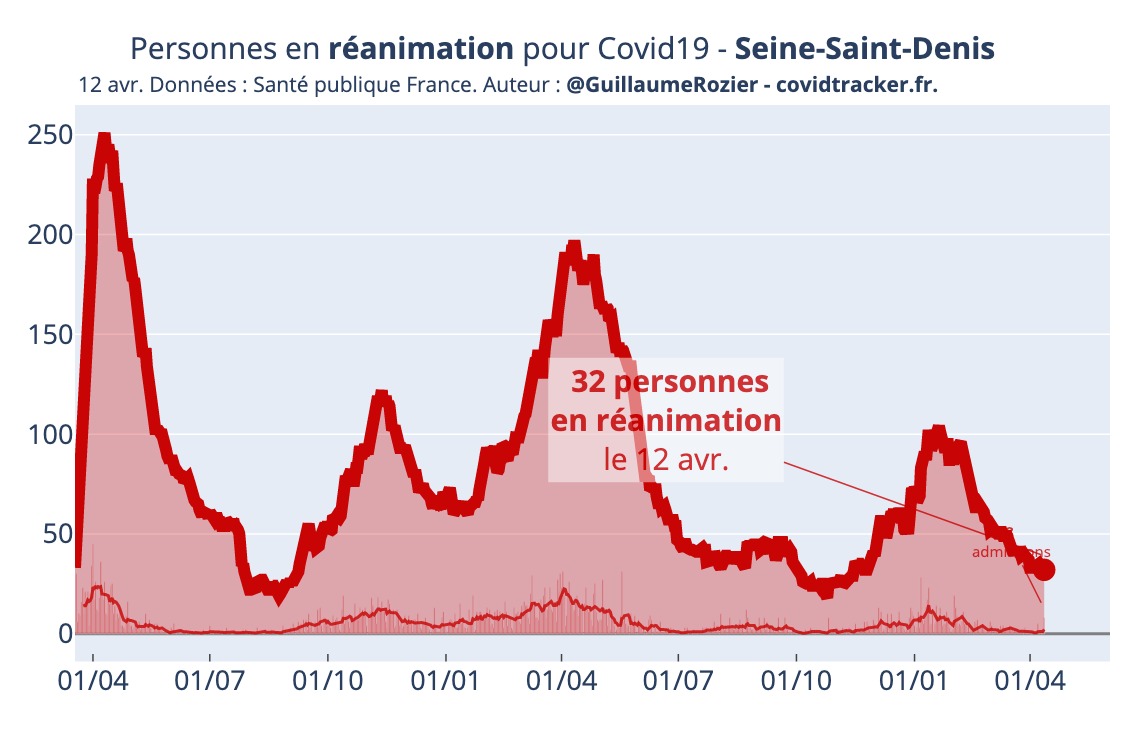 Personnes en réanimation pour Covid19 - Seine-Saint-Denis
12 avr. Données : Santé publique France. Auteur : @GuillaumeRozier - covidtracker.fr.
250
200
150
100
50
0
32 personnes
en réanimation
le 12 avr.
admissions
01/04 01/07 01/10 01/01 01/04 01/07 01/10 01/01 01/04